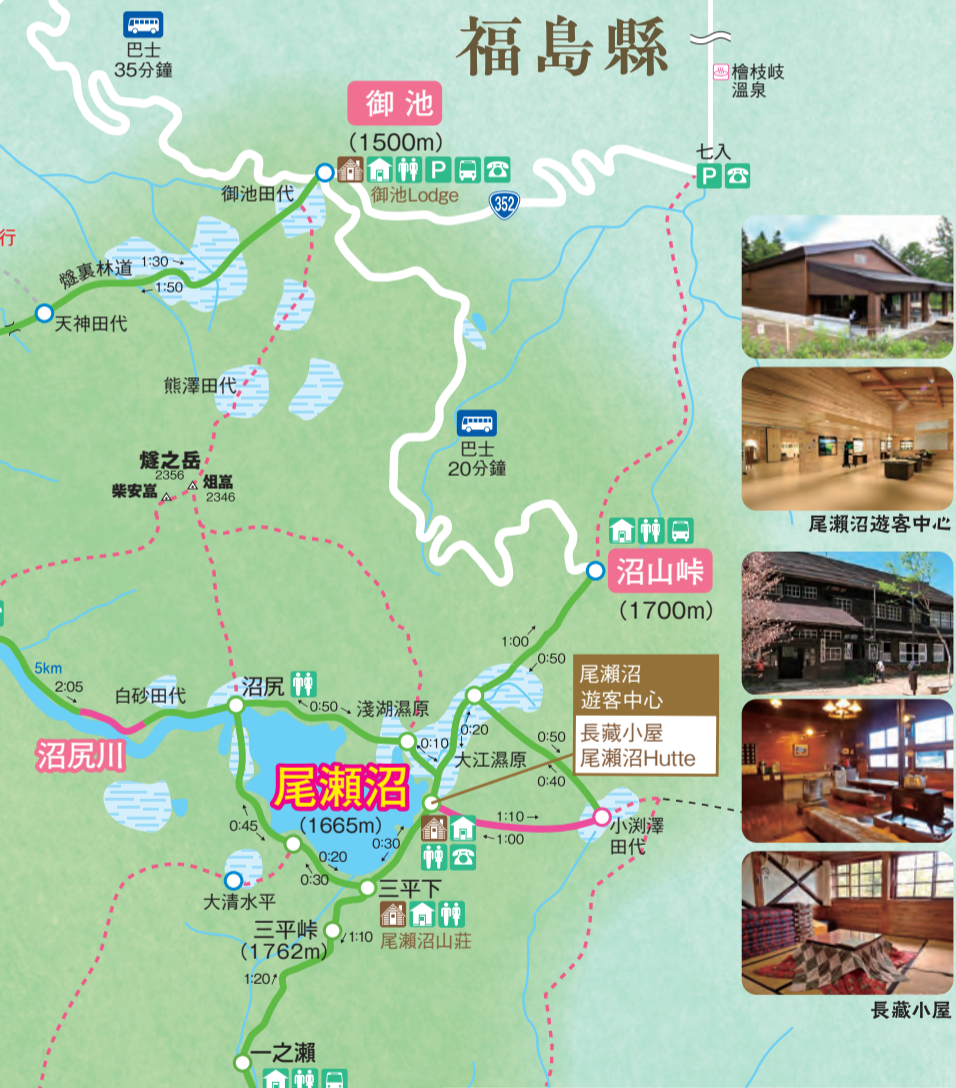 福島縣
巴士
35分鐘
檜枝岐
溫泉
御池
(1500m)
七入
P
P
御池田代
御池Lodge
352
行
燧裏林道
1:30→
←1:50
天神田代
熊澤田代
巴士
20分鐘
燧之岳
2356
俎嵓
2346
柴安嵓
尾瀨沼遊客中心
沼山峠
(1700m)
1:00
0:50
5km
2:05
白砂田代
沼尻
0:50
淺湖濕原
尾瀨沼
遊客中心
長藏小屋
尾瀨沼Hutte
0:20
0:10
大江濕原
0:50
0:40
沼尻川
尾瀨沼
(1665m)
0:45
0:20
0:30
0:30
1:10→
←1:00
小渕澤
田代
大清水平
三平下
尾瀨沼山莊
三平峠
(1762m)
1:10
1:20
一之瀨
長藏小屋